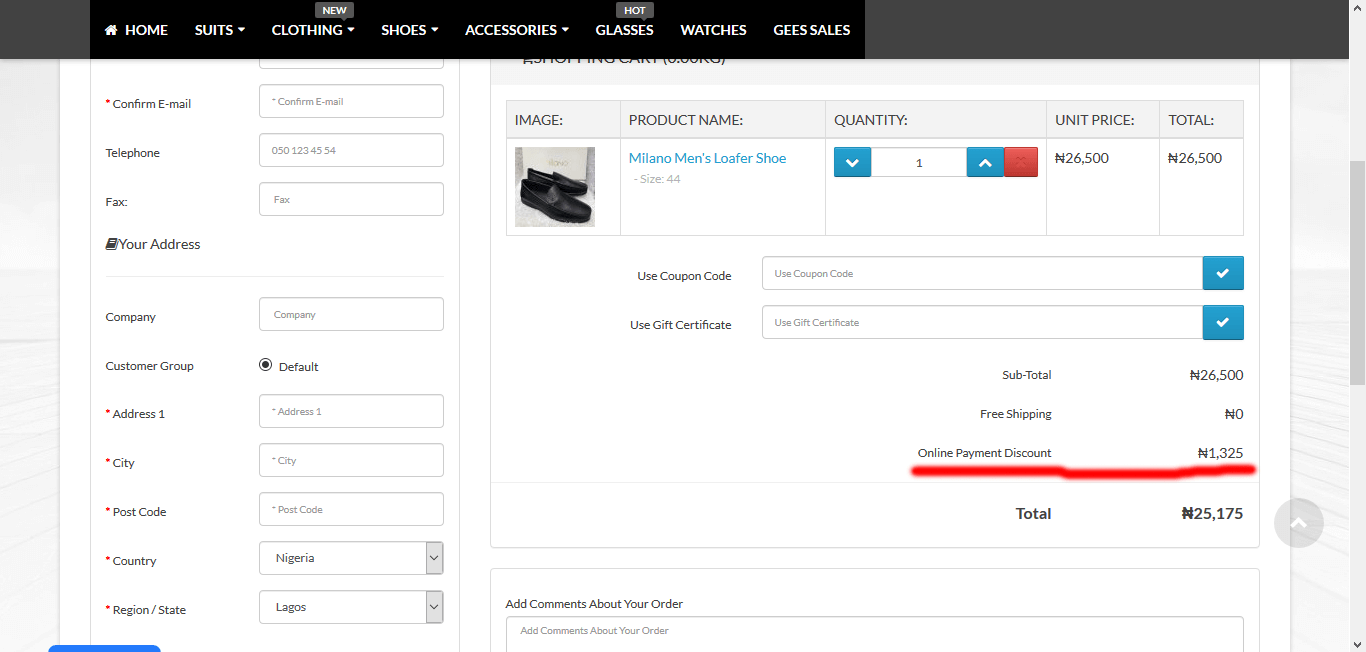 NEW
HOT
HOME
SUITS
CLOTHING
SHOES
ACCESSORIES
GLASSES
WATCHES
GEES SALES
* Confirm E-mail
* Confirm E-mail
Telephone
050 123 45 54
Fax:
Fax
Your Address
Company
Company
Customer Group
Default
* Address 1
* Address 1
* City
* City
* Post Code
* Post Code
* Country
Nigeria
* Region / State
Lagos
SHOPPING CART (0.00KG)
IMAGE:
PRODUCT NAME:
QUANTITY:
UNIT PRICE:
TOTAL:
Milano Men's Loafer Shoe
- Size: 44
1
₦26,500
₦26,500
Use Coupon Code
Use Coupon Code
Use Gift Certificate
Use Gift Certificate
Sub-Total
₦26,500
Free Shipping
₦0
Online Payment Discount
₦1,325
Total
₦25,175
Add Comments About Your Order
Add Comments About Your Order